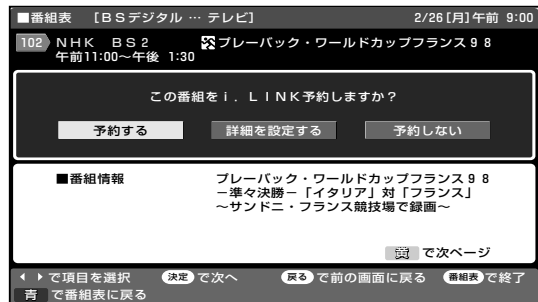 ■番組表 [BSデジタル … テレビ] 2/26[月]午前 9:00
102 NHK BS2 プレーバック・ワールドカップフランス98
午前11:00～午後 1:30
この番組をi.LINK予約しますか?
予約する 詳細を設定する 予約しない
■番組情報 プレーバック・ワールドカップフランス98
－準々決勝－「イタリア」対「フランス」
～サンドニ・フランス競技場で録画～
黄 で次ページ
で項目を選択 決定 で次へ 戻る で前の画面に戻る 番組表 で終了
青 で番組表に戻る